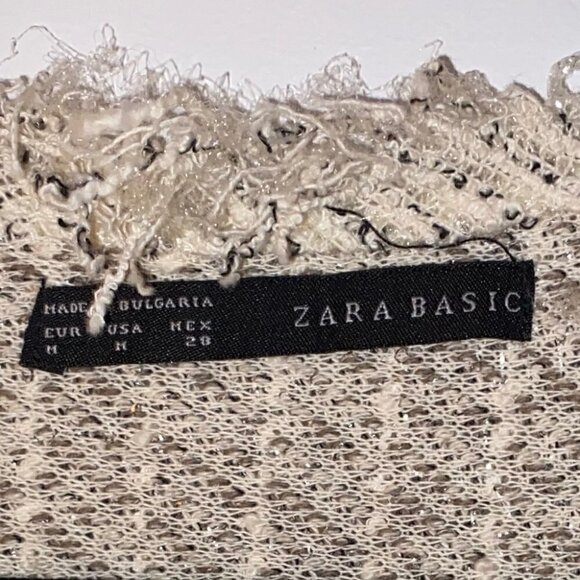 MADE BULGARIA
EUR USA MEX
M M 28
ZARA BASIC